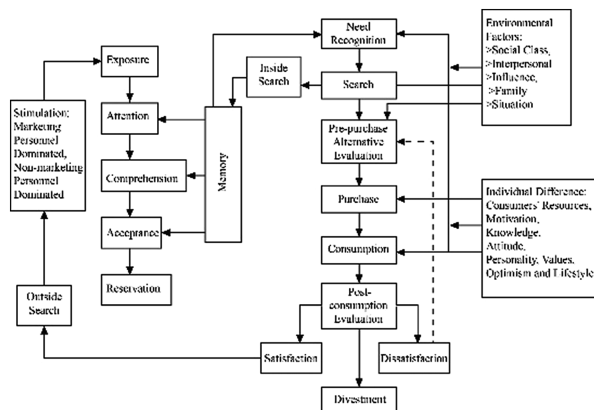 Need
Recognition
Environmental
Factors:
>Social Class,
>Interpersonal
>Influence,
>Family
>Situation
Exposure
Inside
Search
Search
Stimulation:
Markeung
Personnel
Dominated,
Non-marketing
Personnel
Dominated
Attention
Memory
Pre-purchase
Alternative
Evaluation
Comprehension
Purchase
Individual Difference:
Consumers' Resources,
Motivation,
Knowledge,
Attitude,
Personality, Values,
Optimism and Lifestyle
Acceptance
Consumption
Reservation
Outside
Search
Post-
consumption
Evaluation
Satisfaction
Dissatisfaction
Divestment